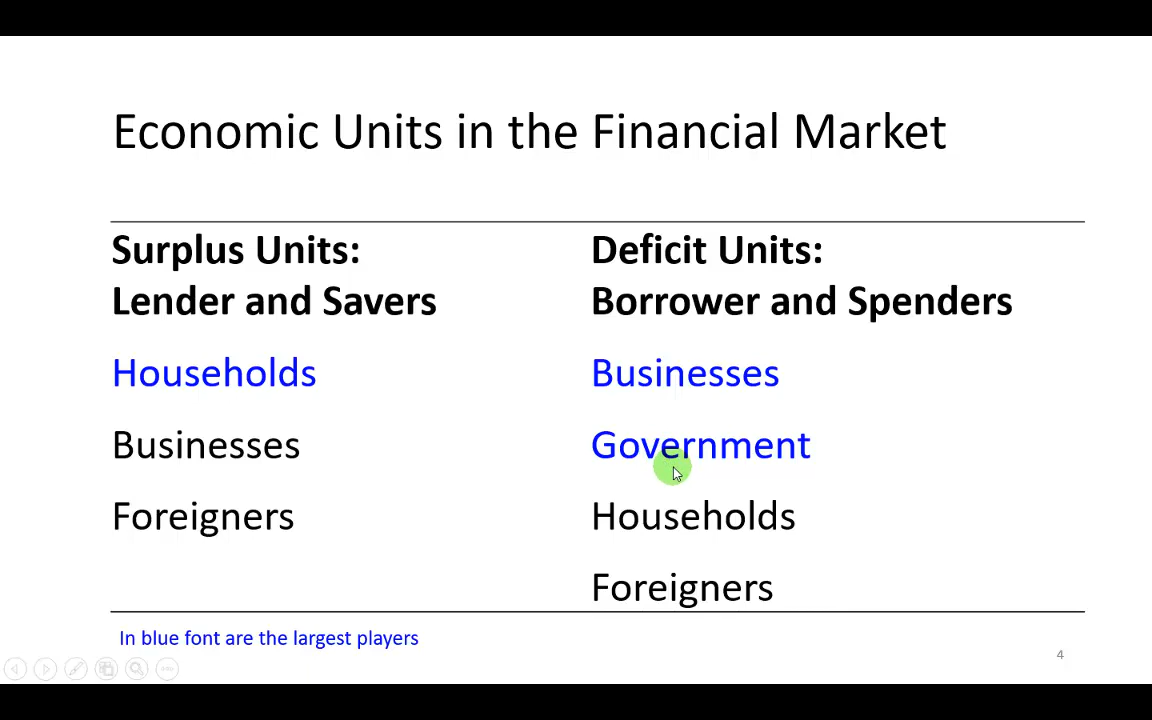 Economic Units in the Financial Market
Surplus Units:
Lender and Savers
Households
Businesses
Foreigners
Deficit Units:
Borrower and Spenders
Businesses
Government
Households
Foreigners
In blue font are the largest players
4